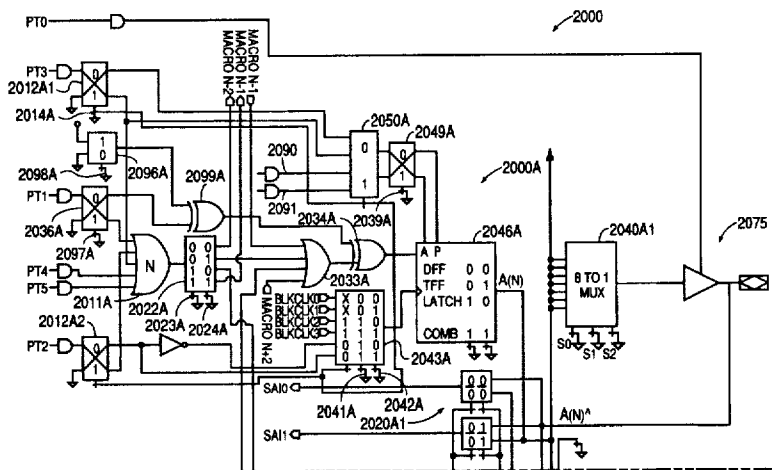 PT0
2000
PT3
0
1
2012A1
2014A
MACRO N-2
MACRO N-1
MACRO N-1
2050A
0
1
2049A
0
1
1
0
2096A
2098A
2099A
2090
2091
2000A
PT1
0
1
2036A
2097A
2034A
2039A
2046A
2040A1
2075
N
0 0
0 1
1 0
1 1
A P
DFF 0 0
TFF 0 1
LATCH 1 0
COMB 1 1
A(N)
8 TO 1
MUX
S0
S1
S2
PT4
PT5
2011A
2022A
2023A
2024A
2033A
MACRO N+2
BLKCLK0
BLKCLK1
BLKCLK2
BLKCLK3
2043A
2012A2
PT2
0
1
2041A
2042A
SAI0
2020A1
0 0
0 0
A(N)^
SAI1
0 1
0 1